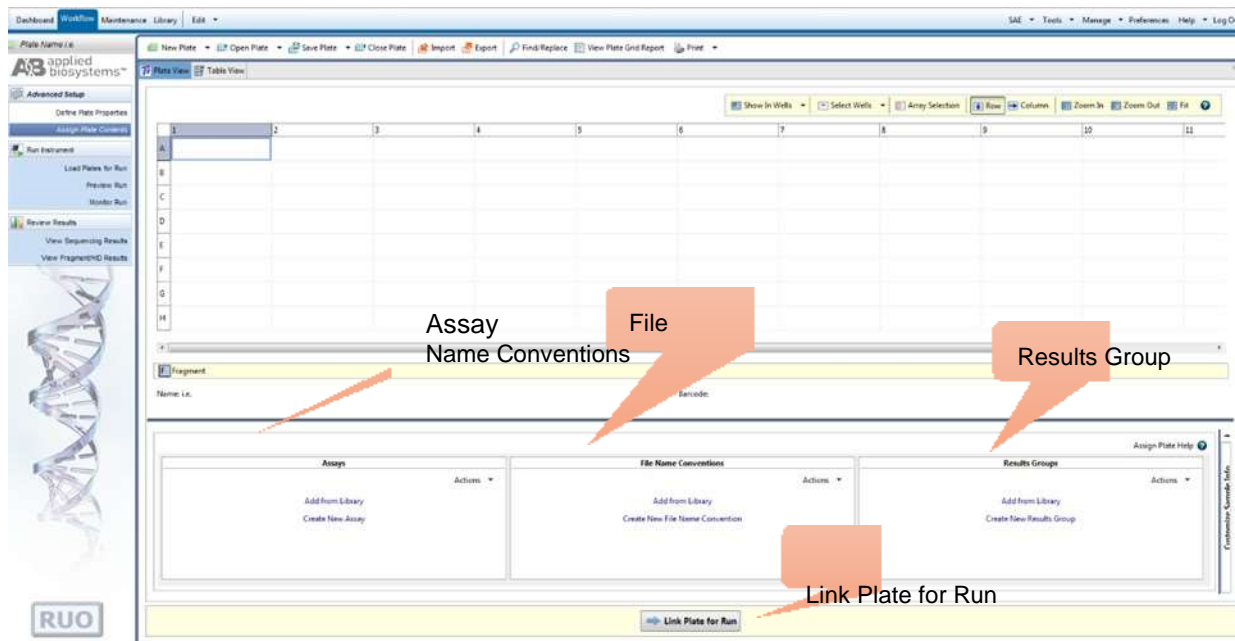 Dashboard Workflow Maintenance Library Edit SAE Tools Manage Preferences Help Log O
Plate Name i.e.
New Plate Open Plate Save Plate Close Plate Import Export Find/Replace View Plate Grid Report Print
AB applied biosystems™
Plate View Table View
Advanced Setup
Define Plate Properties
Assign Plate Contents
Show In Wells Select Wells Array Selection Row Column Zoom In Zoom Out Fit
1 2 3 4 5 6 7 8 9 10 11
A
B
C
D
E
F
G
H
Run Instrument
Load Plates for Run
Preview Run
Monitor Run
Review Results
View Sequencing Results
View Fragment/HID Results
Assay File
Name Conventions
Results Group
Fragment
Name: i.e. Barcode:
Assign Plate Help
Customize Sample Info
Assays File Name Conventions Results Groups
Actions Actions Actions
Add from Library Add from Library Add from Library
Create New Assay Create New File Name Convention Create New Results Group
Link Plate for Run
Link Plate for Run
RUO